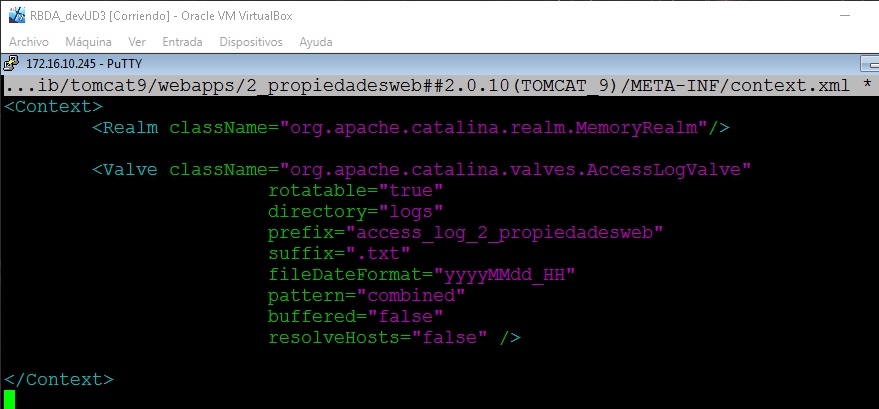 RBDA_devUD3 [Corriendo] - Oracle VM VirtualBox
Archivo Máquina Ver Entrada Dispositivos Ayuda
172.16.10.245 - PuTTY
...ib/tomcat9/webapps/2_propiedadesweb##2.0.10(TOMCAT_9)/META-INF/context.xml *
<Context>
<Realm className="org.apache.catalina.realm.MemoryRealm"/>
<Valve className="org.apache.catalina.valves.AccessLogValve"
rotatable="true"
directory="logs"
prefix="access_log_2_propiedadesweb"
suffix=".txt"
fileDateFormat="yyyyMMdd_HH"
pattern="combined"
buffered="false"
resolveHosts="false" />
</Context>